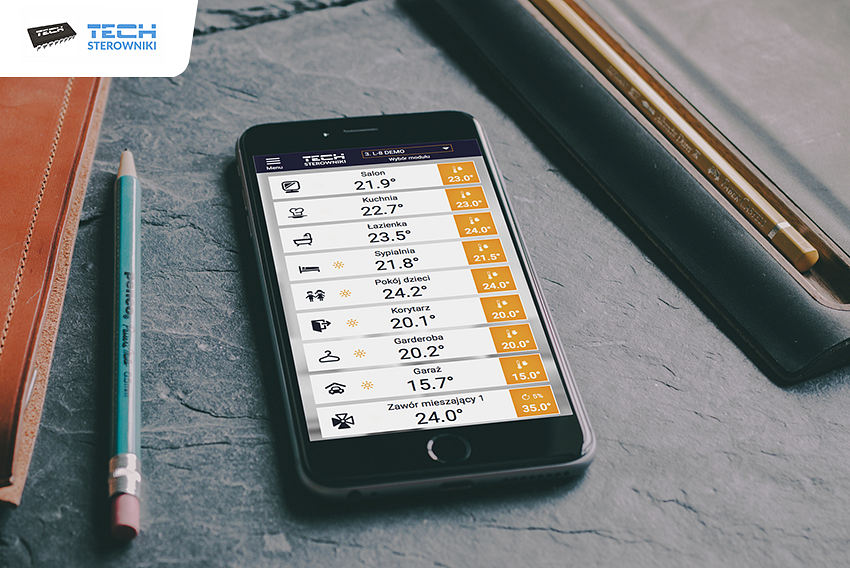 TECH
TECH
STEROWNIKI
Menu
TECH
STEROWNIKI
3. L-8 DEMO
Wybór modułu
Salon
21.9°
23.0°
Kuchnia
22.7°
23.0°
Łazienka
23.5°
24.0°
Sypialnia
21.8°
21.5°
Pokój dzieci
24.2°
24.0°
Korytarz
20.1°
20.0°
Garderoba
20.2°
20.0°
Garaż
15.7°
15.0°
Zawór mieszający 1
24.0°
5%
35.0°